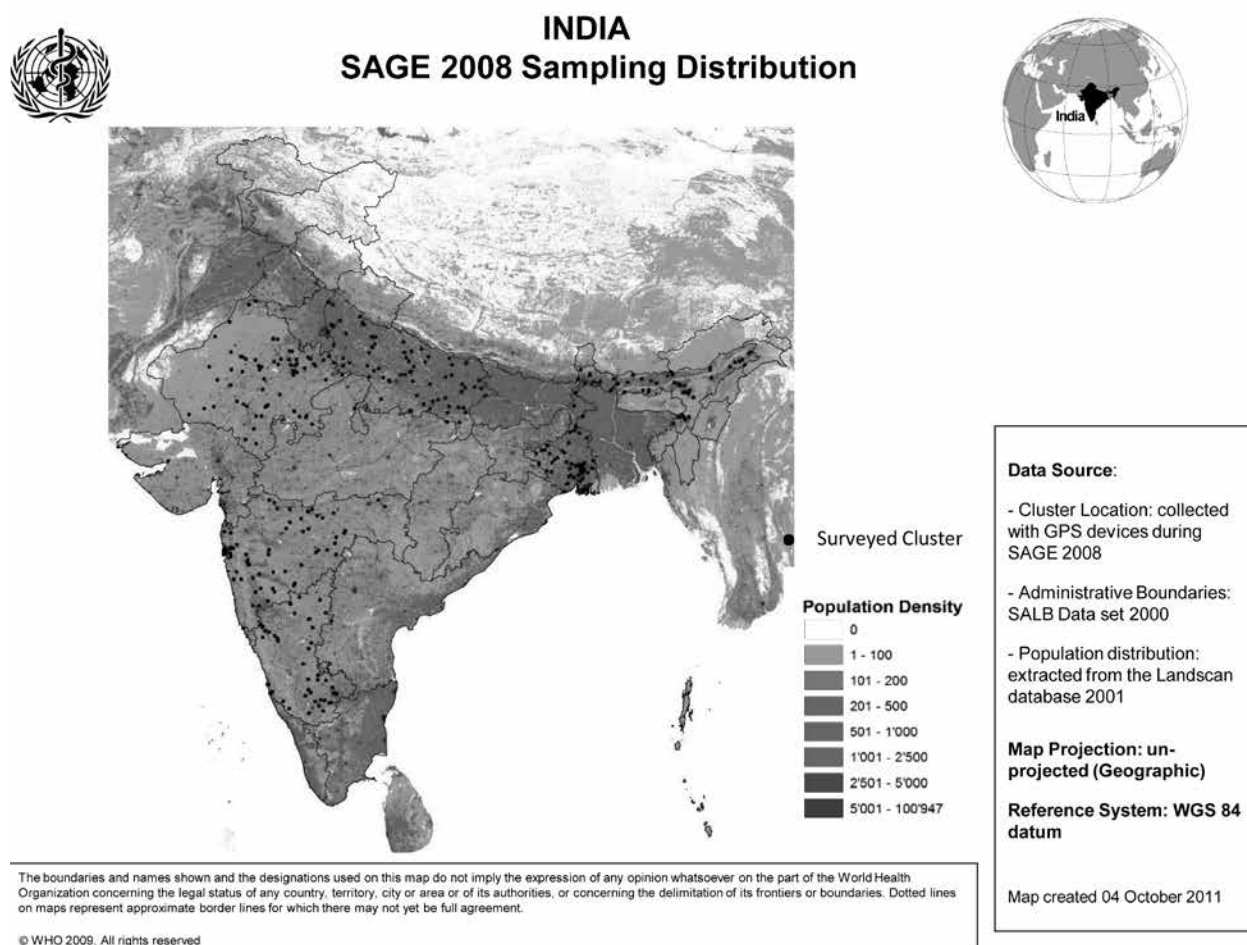 INDIA
SAGE 2008 Sampling Distribution
India
Surveyed Cluster
Population Density
0
1 - 100
101 - 200
201 - 500
501 - 1'000
1'001 - 2'500
2'501 - 5'000
5'001 - 100'947
Data Source:
- Cluster Location: collected
with GPS devices during
SAGE 2008
- Administrative Boundaries:
SALB Data set 2000
- Population distribution:
extracted from the Landscan
database 2001
Map Projection: un-
projected (Geographic)
Reference System: WGS 84
datum
Map created 04 October 2011
The boundaries and names shown and the designations used on this map do not imply the expression of any opinion whatsoever on the part of the World Health
Organization concerning the legal status of any country, territory, city or area or of its authorities, or concerning the delimitation of its frontiers or boundaries. Dotted lines
on maps represent approximate border lines for which there may not yet be full agreement.
© WHO 2009. All rights reserved